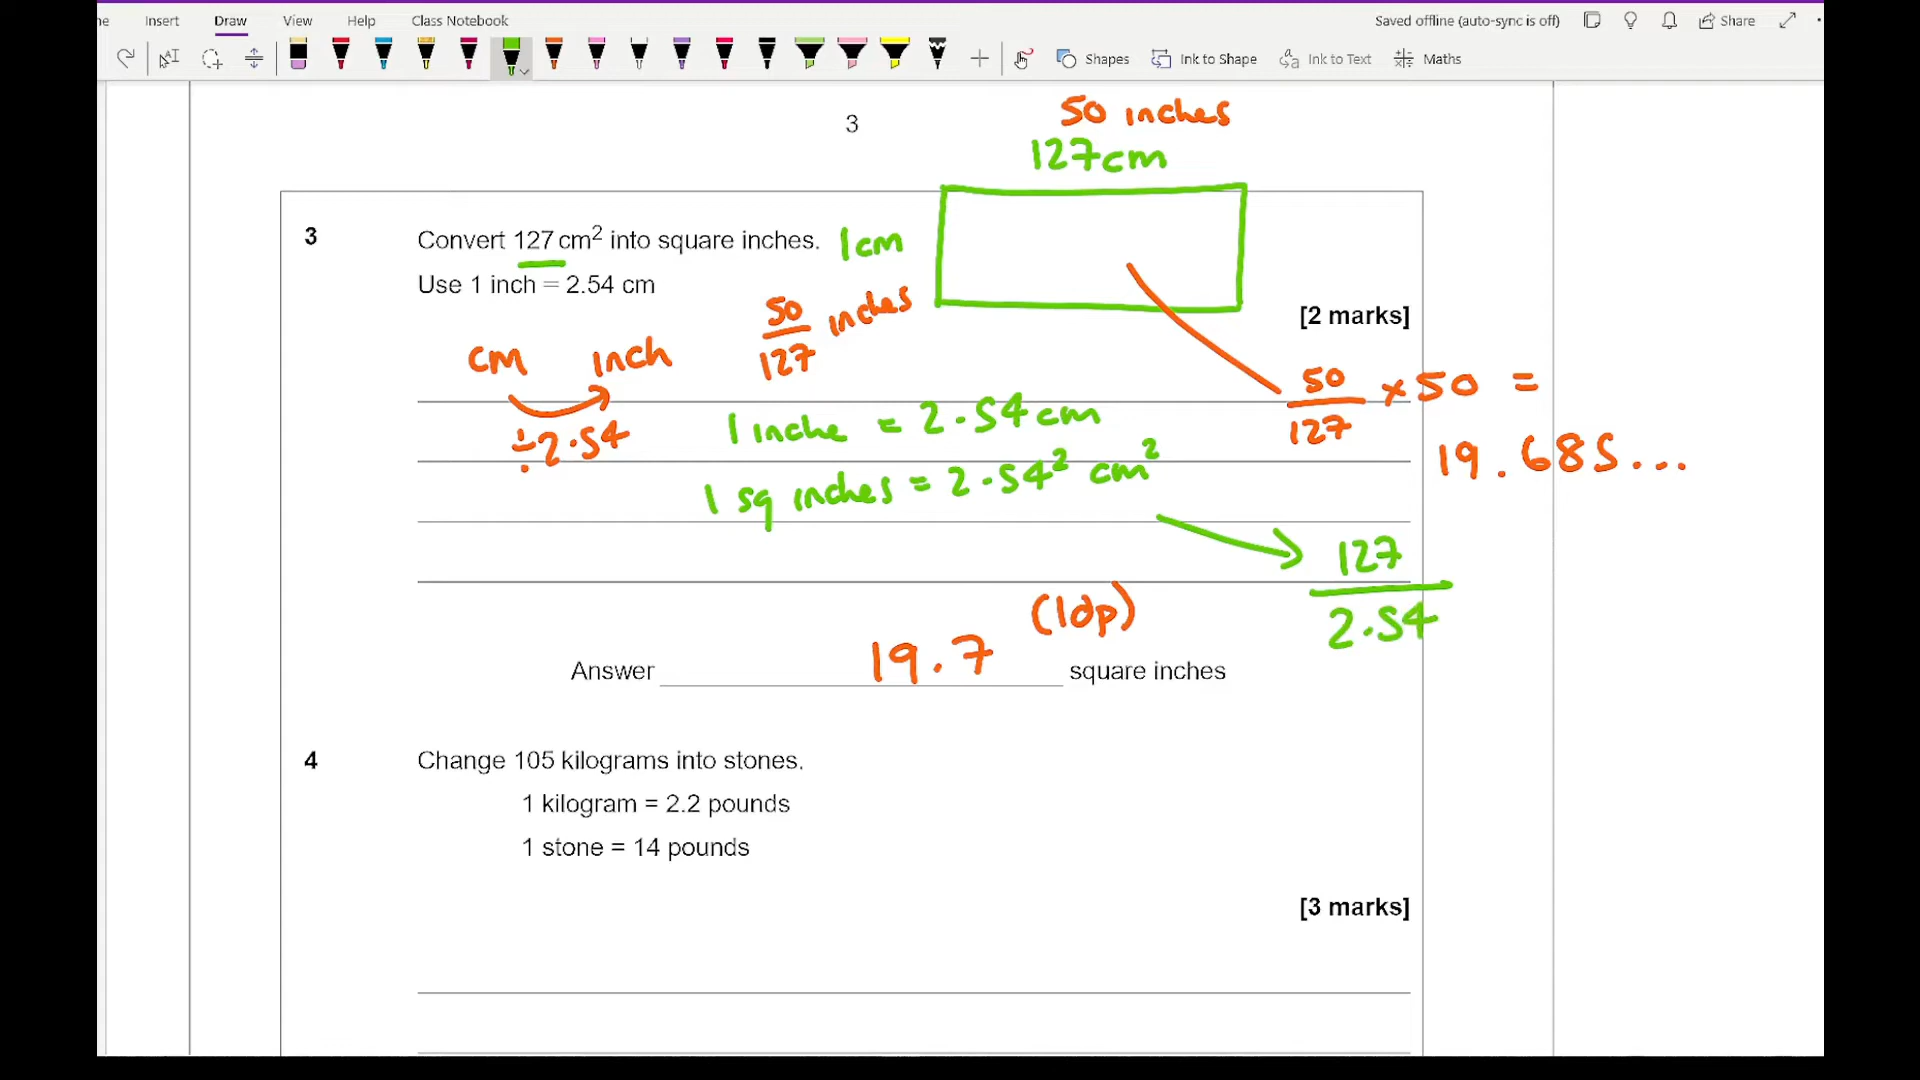 Insert Draw View Help Class Notebook Saved offline (auto-sync is off) Share
Shapes Ink to Shape Ink to Text Maths
3
50 inches
127cm
3 Convert 127 cm² into square inches.
1cm
Use 1 inch = 2.54 cm
[2 marks]
50/127 inches
cm inch
÷2.54
50/127 × 50 =
19.685...
1 inche = 2.54cm
1 sq inches = 2.54² cm²
127/2.54
(1dp)
Answer 19.7 square inches
4 Change 105 kilograms into stones.
1 kilogram = 2.2 pounds
1 stone = 14 pounds
[3 marks]